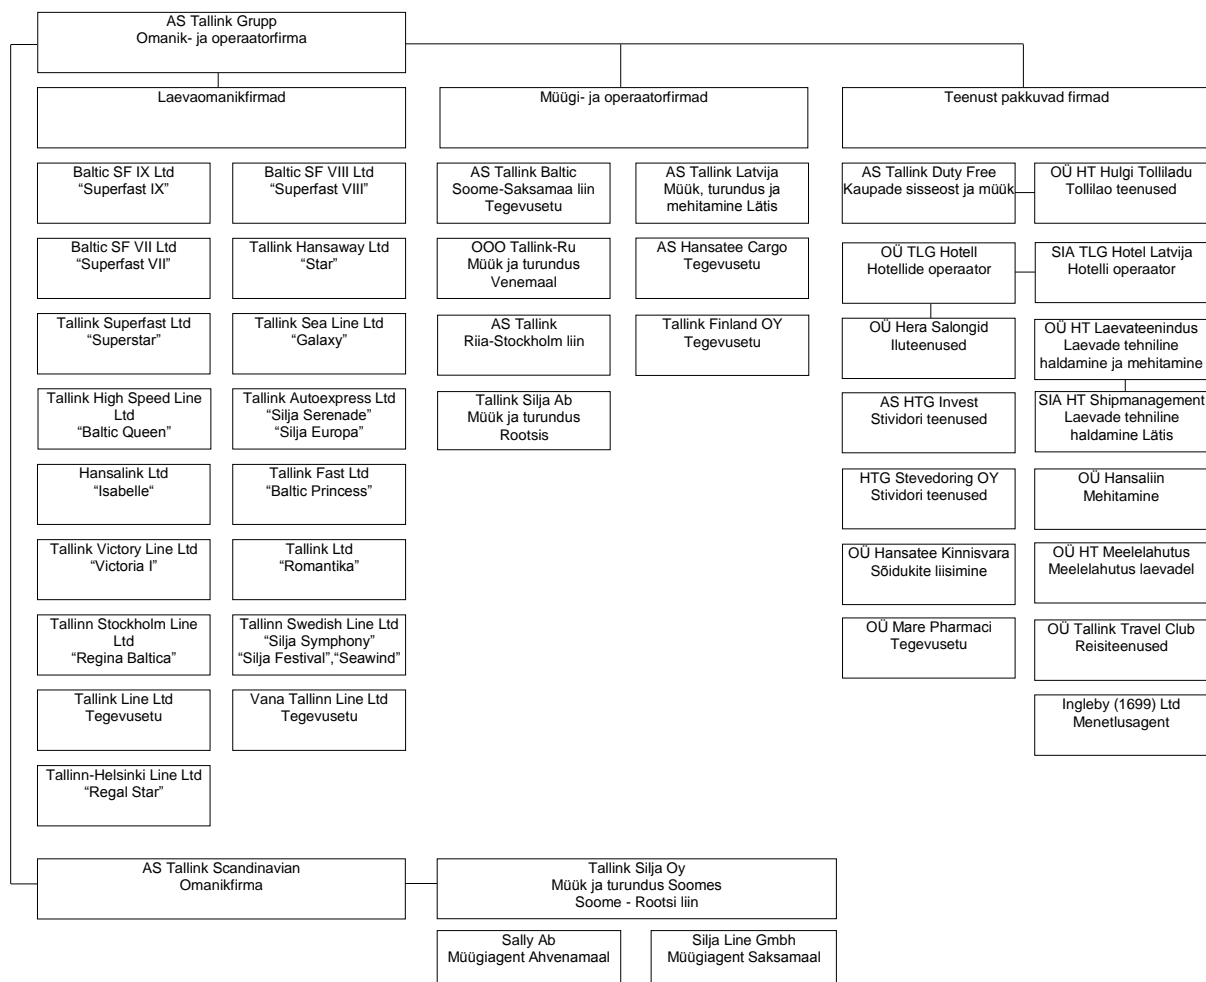 AS Tallink Grupp
Omanik- ja operaatorfirma
Laevaomanikfirmad
Müügi- ja operaatorfirmad
Teenust pakkuvad firmad
Baltic SF IX Ltd
“Superfast IX”
Baltic SF VIII Ltd
“Superfast VIII”
AS Tallink Baltic
Soome-Saksamaa liin
Tegevusetu
AS Tallink Latvija
Müük, turundus ja
mehitamine Lätis
AS Tallink Duty Free
Kaupade sisseost ja müük
OÜ HT Hulgi Tolliladu
Tollilao teenused
Baltic SF VII Ltd
“Superfast VII”
Tallink Hansaway Ltd
“Star”
OOO Tallink-Ru
Müük ja turundus
Venemaal
AS Hansatee Cargo
Tegevusetu
OÜ TLG Hotell
Hotellide operaator
SIA TLG Hotel Latvija
Hotelli operaator
Tallink Superfast Ltd
“Superstar”
Tallink Sea Line Ltd
“Galaxy”
AS Tallink
Riia-Stockholm liin
Tallink Finland OY
Tegevusetu
OÜ Hera Salongid
Iluteenused
OÜ HT Laevateenindus
Laevade tehniline
haldamine ja mehitamine
Tallink High Speed Line
Ltd
“Baltic Queen”
Tallink Autoexpress Ltd
“Silja Serenade”
“Silja Europa”
Tallink Silja Ab
Müük ja turundus
Rootsis
AS HTG Invest
Stividori teenused
SIA HT Shipmanagement
Laevade tehniline
haldamine Lätis
Hansalink Ltd
“Isabelle“
Tallink Fast Ltd
“Baltic Princess”
HTG Stevedoring OY
Stividori teenused
OÜ Hansaliin
Mehitamine
Tallink Victory Line Ltd
“Victoria I”
Tallink Ltd
“Romantika”
OÜ Hansatee Kinnisvara
Sõidukite liisimine
OÜ HT Meelelahutus
Meelelahutus laevadel
Tallinn Stockholm Line
Ltd
“Regina Baltica”
Tallinn Swedish Line Ltd
“Silja Symphony”
“Silja Festival”,“Seawind”
OÜ Mare Pharmaci
Tegevusetu
OÜ Tallink Travel Club
Reisiteenused
Tallink Line Ltd
Tegevusetu
Vana Tallinn Line Ltd
Tegevusetu
Ingleby (1699) Ltd
Menetlusagent
Tallinn-Helsinki Line Ltd
“Regal Star”
AS Tallink Scandinavian
Omanikfirma
Tallink Silja Oy
Müük ja turundus Soomes
Soome - Rootsi liin
Sally Ab
Müügiagent Ahvenamaal
Silja Line Gmbh
Müügiagent Saksamaal